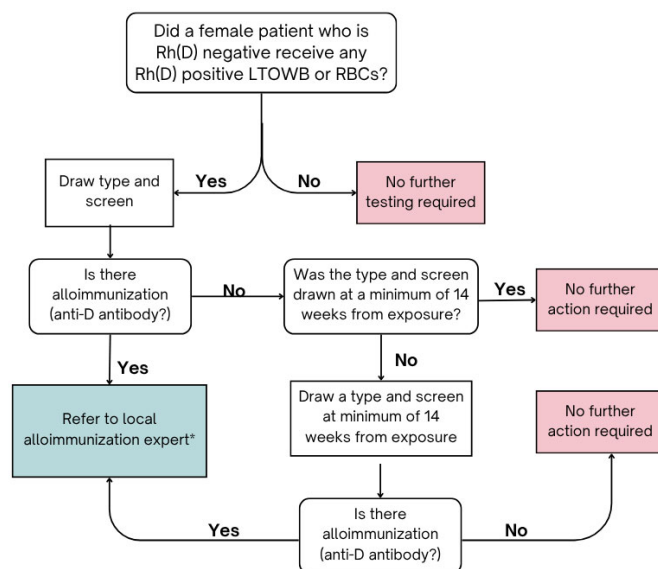 Did a female patient who is
Rh(D) negative receive any
Rh(D) positive LTOWB or RBCs?
Yes
No
Draw type and
screen
No further
testing required
Is there
alloimmunization
(anti-D antibody?)
No
Was the type and screen
drawn at a minimum of 14
weeks from exposure?
Yes
No further
action required
Yes
No
Refer to local
alloimmunization expert*
Draw a type and screen
at minimum of 14
weeks from exposure
No further
action required
Yes
Is there
alloimmunization
(anti-D antibody?)
No